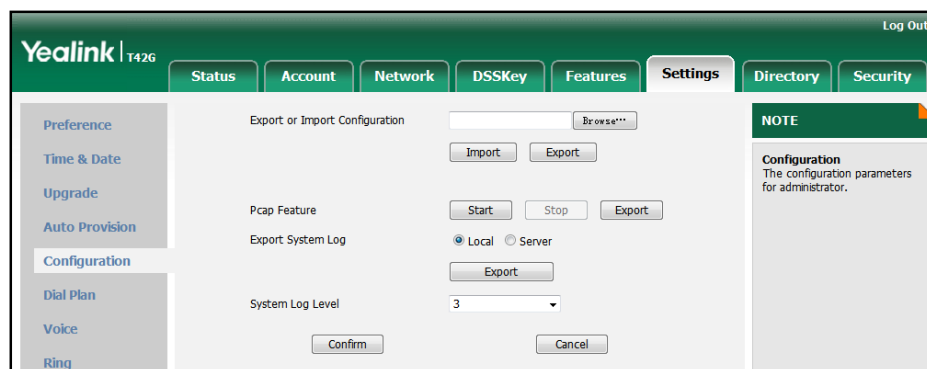 Log Out
Yealink | T42G
Status Account Network DSSKey Features Settings Directory Security
Preference
Time & Date
Upgrade
Auto Provision
Configuration
Dial Plan
Voice
Ring
Export or Import Configuration Browse...
Import Export
Pcap Feature Start Stop Export
Export System Log Local Server
Export
System Log Level 3
Confirm Cancel
NOTE
Configuration
The configuration parameters
for administrator.